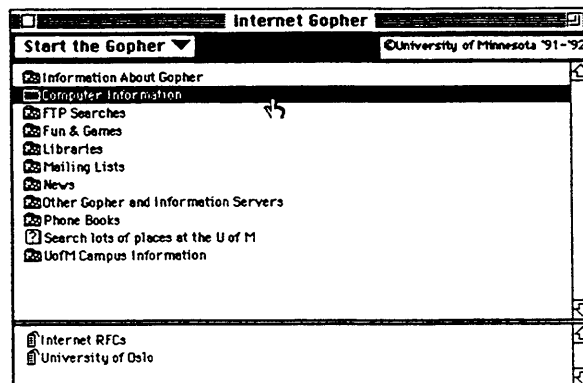 Internet Gopher
Start the Gopher
©University of Minnesota '91-'92
Information About Gopher
Computer Information
FTP Searches
Fun & Games
Libraries
Mailing Lists
News
Other Gopher and Information Servers
Phone Books
? Search lots of places at the U of M
UofM Campus Information
Internet RFCs
University of Oslo